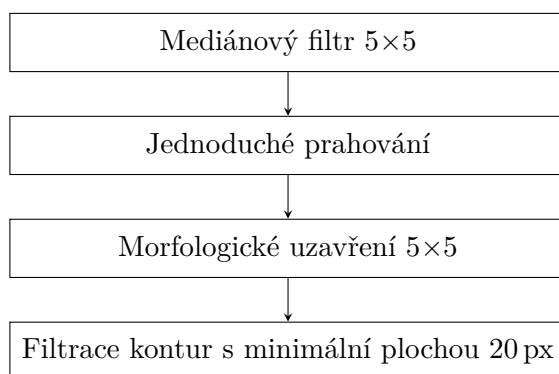 Mediánový filtr 5×5
Jednoduché prahování
Morfologické uzavření 5×5
Filtrace kontur s minimální plochou 20 px